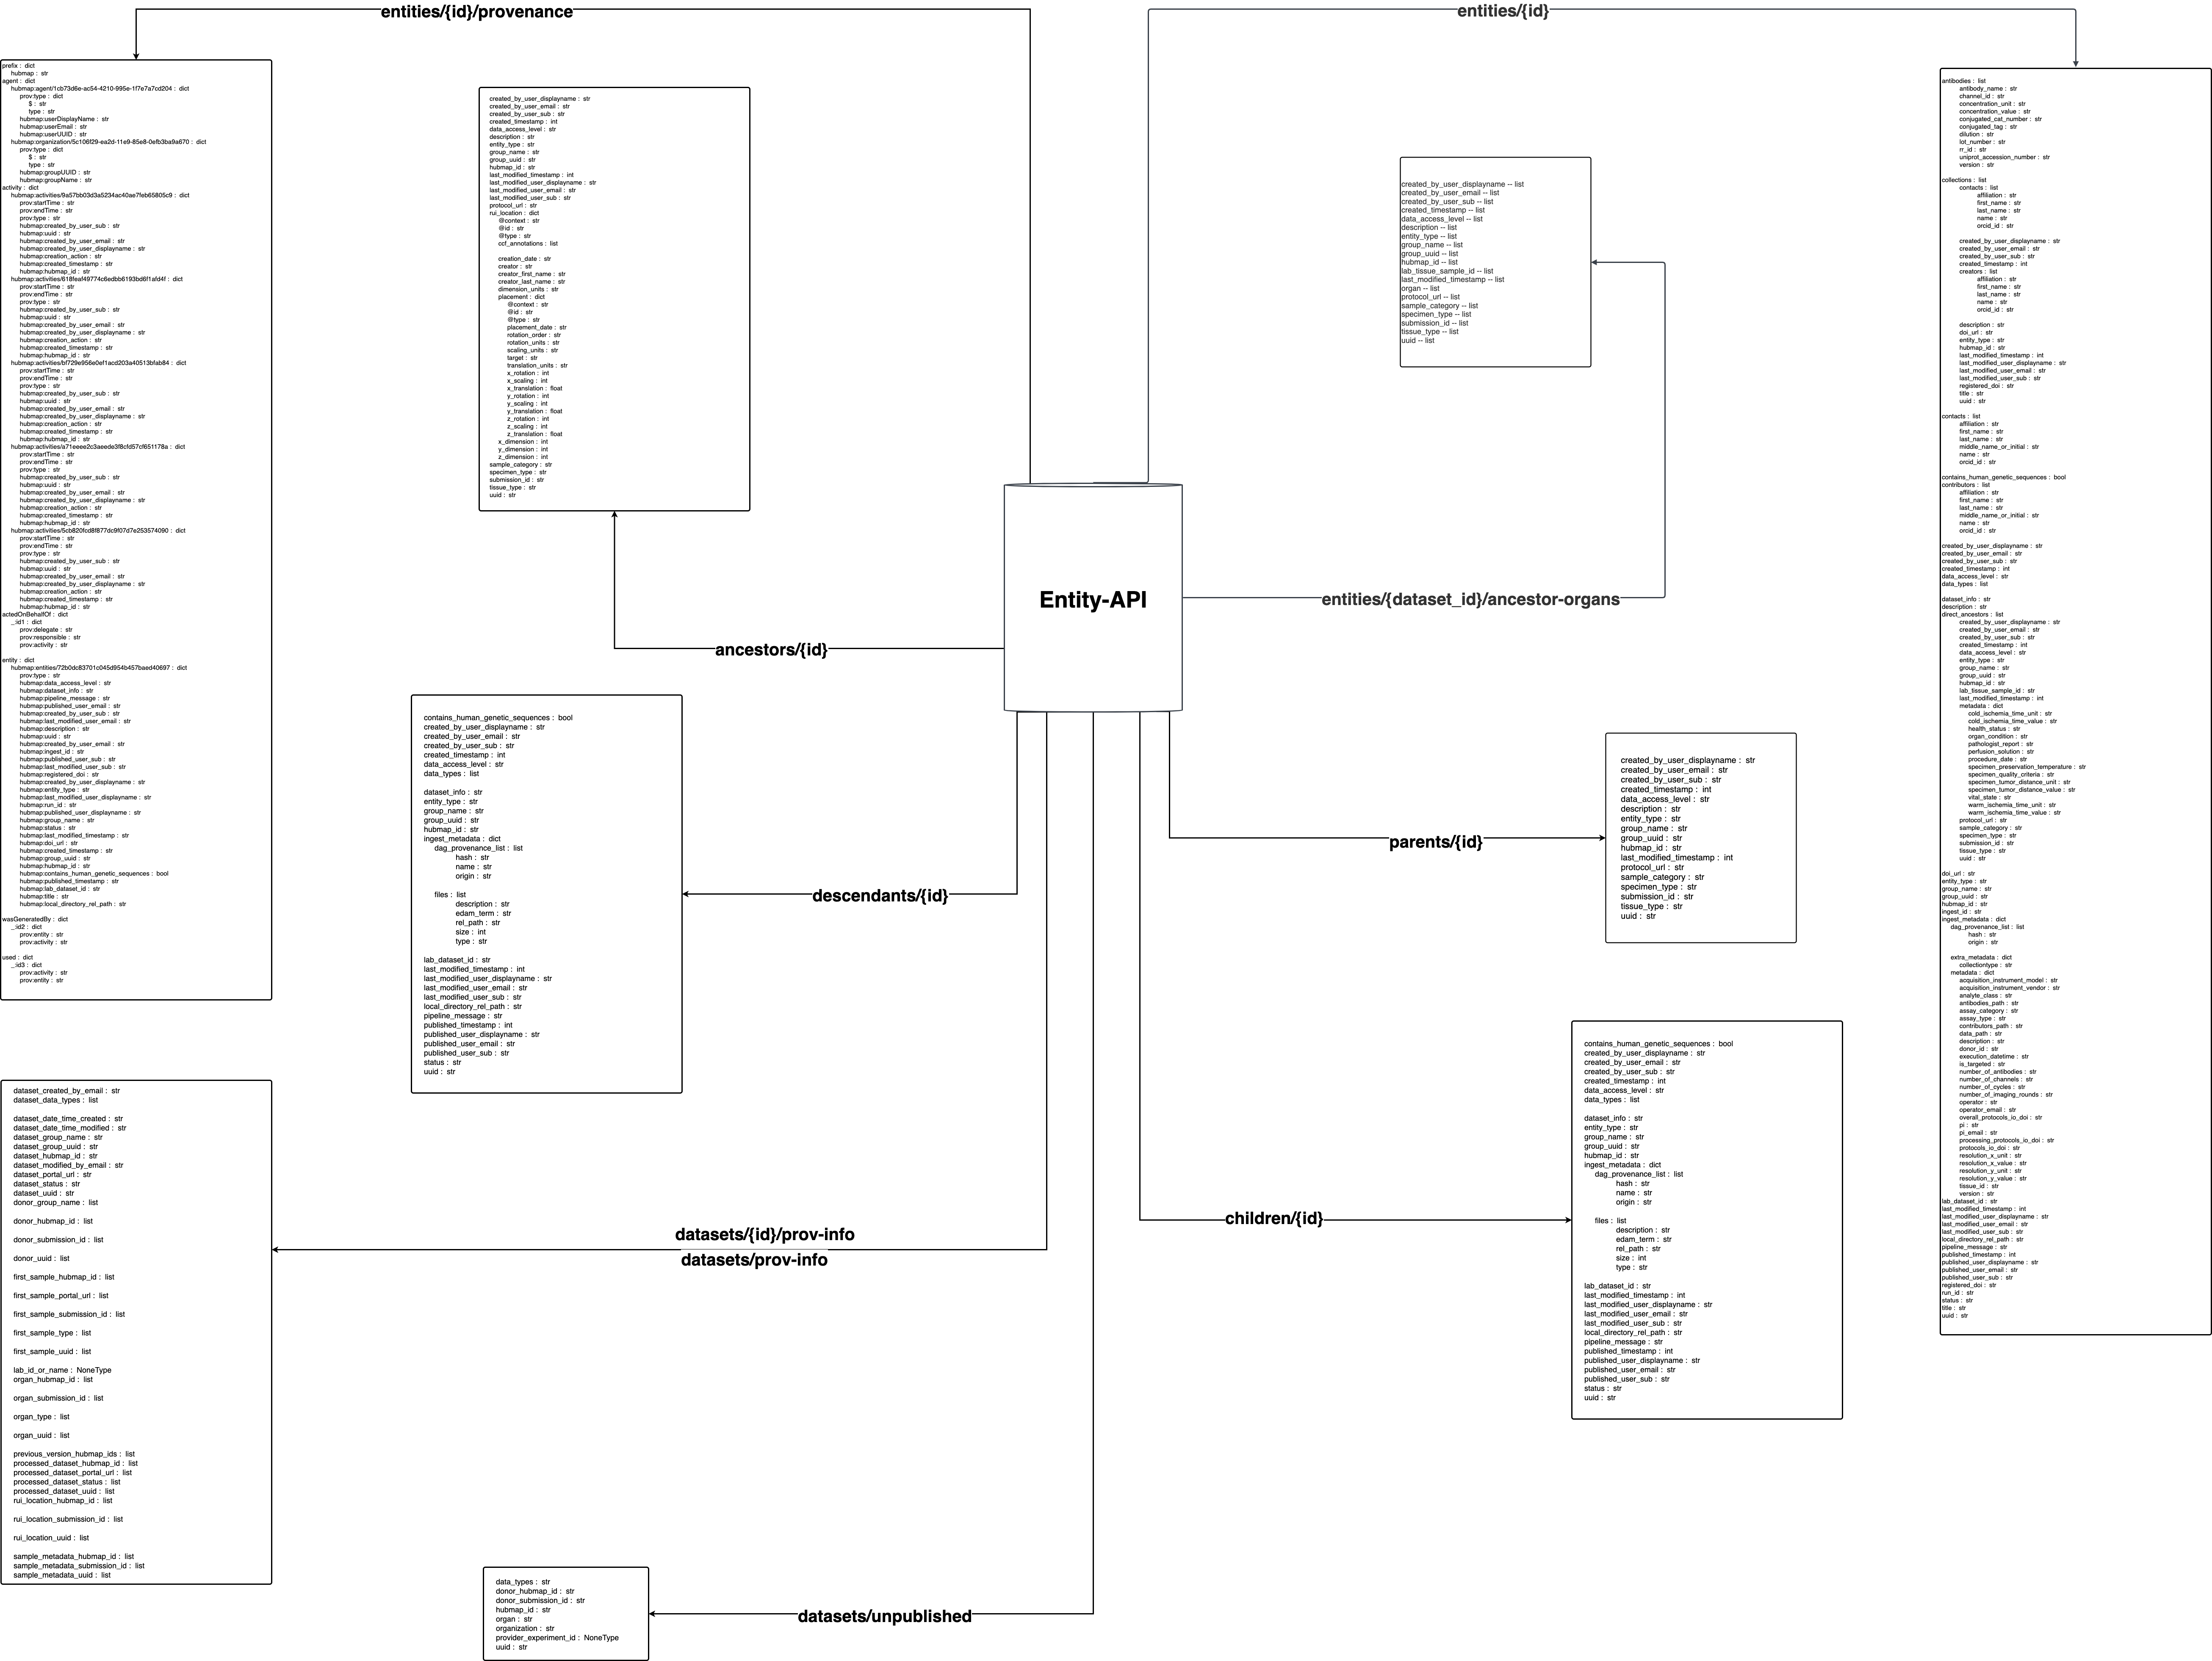 entities/{id}/provenance
entities/{id}
prefix : dict
hubmap : str
agent : dict
hubmap:agent/1cb73d6e-ac54-4210-995e-1f7e7a7cd204 : dict
prov:type : dict
$ : str
type : str
hubmap:userDisplayName : str
hubmap:userEmail : str
hubmap:userUUID : str
hubmap:organization/5c106f29-ea2d-11e9-85e8-0efb3ba9a670 : dict
prov:type : dict
$ : str
type : str
hubmap:groupUUID : str
hubmap:groupName : str
activity : dict
hubmap:activities/9a57bb03d3a5234ac40ae7feb65805c9 : dict
prov:startTime : str
prov:endTime : str
prov:type : str
hubmap:created_by_user_sub : str
hubmap:uuid : str
hubmap:created_by_user_email : str
hubmap:created_by_user_displayname : str
hubmap:creation_action : str
hubmap:created_timestamp : str
hubmap:hubmap_id : str
hubmap:activities/618feaf49774c6edbb6193bd6f1afd4f : dict
prov:startTime : str
prov:endTime : str
prov:type : str
hubmap:created_by_user_sub : str
hubmap:uuid : str
hubmap:created_by_user_email : str
hubmap:created_by_user_displayname : str
hubmap:creation_action : str
hubmap:created_timestamp : str
hubmap:hubmap_id : str
hubmap:activities/bf729e956e0ef1acd203a40513bfab84 : dict
prov:startTime : str
prov:endTime : str
prov:type : str
hubmap:created_by_user_sub : str
hubmap:uuid : str
hubmap:created_by_user_email : str
hubmap:created_by_user_displayname : str
hubmap:creation_action : str
hubmap:created_timestamp : str
hubmap:hubmap_id : str
hubmap:activities/a71eeee2c3aeede3f8cfd57cf651178a : dict
prov:startTime : str
prov:endTime : str
prov:type : str
hubmap:created_by_user_sub : str
hubmap:uuid : str
hubmap:created_by_user_email : str
hubmap:created_by_user_displayname : str
hubmap:creation_action : str
hubmap:created_timestamp : str
hubmap:hubmap_id : str
hubmap:activities/5cb820fcd8f877dc9f07d7e253574090 : dict
prov:startTime : str
prov:endTime : str
prov:type : str
hubmap:created_by_user_sub : str
hubmap:uuid : str
hubmap:created_by_user_email : str
hubmap:created_by_user_displayname : str
hubmap:creation_action : str
hubmap:created_timestamp : str
hubmap:hubmap_id : str
actedOnBehalfOf : dict
_:id1 : dict
prov:delegate : str
prov:responsible : str
prov:activity : str
entity : dict
hubmap:entities/72b0dc83701c045d954b457baed40697 : dict
prov:type : str
hubmap:data_access_level : str
hubmap:dataset_info : str
hubmap:pipeline_message : str
hubmap:published_user_email : str
hubmap:created_by_user_sub : str
hubmap:last_modified_user_email : str
hubmap:description : str
hubmap:uuid : str
hubmap:created_by_user_email : str
hubmap:ingest_id : str
hubmap:published_user_sub : str
hubmap:last_modified_user_sub : str
hubmap:registered_doi : str
hubmap:created_by_user_displayname : str
hubmap:entity_type : str
hubmap:last_modified_user_displayname : str
hubmap:run_id : str
hubmap:published_user_displayname : str
hubmap:group_name : str
hubmap:status : str
hubmap:last_modified_timestamp : str
hubmap:doi_url : str
hubmap:created_timestamp : str
hubmap:group_uuid : str
hubmap:hubmap_id : str
hubmap:contains_human_genetic_sequences : bool
hubmap:published_timestamp : str
hubmap:lab_dataset_id : str
hubmap:title : str
hubmap:local_directory_rel_path : str
wasGeneratedBy : dict
_:id2 : dict
prov:entity : str
prov:activity : str
used : dict
_:id3 : dict
prov:activity : str
prov:entity : str
created_by_user_displayname : str
created_by_user_email : str
created_by_user_sub : str
created_timestamp : int
data_access_level : str
description : str
entity_type : str
group_name : str
group_uuid : str
hubmap_id : str
last_modified_timestamp : int
last_modified_user_displayname : str
last_modified_user_email : str
last_modified_user_sub : str
protocol_url : str
rui_location : dict
@context : str
@id : str
@type : str
ccf_annotations : list
creation_date : str
creator : str
creator_first_name : str
creator_last_name : str
dimension_units : str
placement : dict
@context : str
@id : str
@type : str
placement_date : str
rotation_order : str
rotation_units : str
scaling_units : str
target : str
translation_units : str
x_rotation : int
x_scaling : int
x_translation : float
y_rotation : int
y_scaling : int
y_translation : float
z_rotation : int
z_scaling : int
z_translation : float
x_dimension : int
y_dimension : int
z_dimension : int
sample_category : str
specimen_type : str
submission_id : str
tissue_type : str
uuid : str
created_by_user_displayname -- list
created_by_user_email -- list
created_by_user_sub -- list
created_timestamp -- list
data_access_level -- list
description -- list
entity_type -- list
group_name -- list
group_uuid -- list
hubmap_id -- list
lab_tissue_sample_id -- list
last_modified_timestamp -- list
organ -- list
protocol_url -- list
sample_category -- list
specimen_type -- list
submission_id -- list
tissue_type -- list
uuid -- list
antibodies : list
antibody_name : str
channel_id : str
concentration_unit : str
concentration_value : str
conjugated_cat_number : str
conjugated_tag : str
dilution : str
lot_number : str
rr_id : str
uniprot_accession_number : str
version : str
collections : list
contacts : list
affiliation : str
first_name : str
last_name : str
name : str
orcid_id : str
created_by_user_displayname : str
created_by_user_email : str
created_by_user_sub : str
created_timestamp : int
creators : list
affiliation : str
first_name : str
last_name : str
name : str
orcid_id : str
description : str
doi_url : str
entity_type : str
hubmap_id : str
last_modified_timestamp : int
last_modified_user_displayname : str
last_modified_user_email : str
last_modified_user_sub : str
registered_doi : str
title : str
uuid : str
contacts : list
affiliation : str
first_name : str
last_name : str
middle_name_or_initial : str
name : str
orcid_id : str
contains_human_genetic_sequences : bool
contributors : list
affiliation : str
first_name : str
last_name : str
middle_name_or_initial : str
name : str
orcid_id : str
created_by_user_displayname : str
created_by_user_email : str
created_by_user_sub : str
created_timestamp : int
data_access_level : str
data_types : list
dataset_info : str
description : str
direct_ancestors : list
created_by_user_displayname : str
created_by_user_email : str
created_by_user_sub : str
created_timestamp : int
data_access_level : str
entity_type : str
group_name : str
group_uuid : str
hubmap_id : str
lab_tissue_sample_id : str
last_modified_timestamp : int
metadata : dict
cold_ischemia_time_unit : str
cold_ischemia_time_value : str
health_status : str
organ_condition : str
pathologist_report : str
perfusion_solution : str
procedure_date : str
specimen_preservation_temperature : str
specimen_quality_criteria : str
specimen_tumor_distance_unit : str
specimen_tumor_distance_value : str
vital_state : str
warm_ischemia_time_unit : str
warm_ischemia_time_value : str
protocol_url : str
sample_category : str
specimen_type : str
submission_id : str
tissue_type : str
uuid : str
doi_url : str
entity_type : str
group_name : str
group_uuid : str
hubmap_id : str
ingest_id : str
ingest_metadata : dict
dag_provenance_list : list
hash : str
origin : str
extra_metadata : dict
collectiontype : str
metadata : dict
acquisition_instrument_model : str
acquisition_instrument_vendor : str
analyte_class : str
antibodies_path : str
assay_category : str
assay_type : str
contributors_path : str
data_path : str
description : str
donor_id : str
execution_datetime : str
is_targeted : str
number_of_antibodies : str
number_of_channels : str
number_of_cycles : str
number_of_imaging_rounds : str
operator : str
operator_email : str
overall_protocols_io_doi : str
pi : str
pi_email : str
processing_protocols_io_doi : str
protocols_io_doi : str
resolution_x_unit : str
resolution_x_value : str
resolution_y_unit : str
resolution_y_value : str
tissue_id : str
version : str
lab_dataset_id : str
last_modified_timestamp : int
last_modified_user_displayname : str
last_modified_user_email : str
last_modified_user_sub : str
local_directory_rel_path : str
pipeline_message : str
published_timestamp : int
published_user_displayname : str
published_user_email : str
published_user_sub : str
registered_doi : str
run_id : str
status : str
title : str
uuid : str
Entity-API
entities/{dataset_id}/ancestor-organs
ancestors/{id}
contains_human_genetic_sequences : bool
created_by_user_displayname : str
created_by_user_email : str
created_by_user_sub : str
created_timestamp : int
data_access_level : str
data_types : list
dataset_info : str
entity_type : str
group_name : str
group_uuid : str
hubmap_id : str
ingest_metadata : dict
dag_provenance_list : list
hash : str
name : str
origin : str
files : list
description : str
edam_term : str
rel_path : str
size : int
type : str
lab_dataset_id : str
last_modified_timestamp : int
last_modified_user_displayname : str
last_modified_user_email : str
last_modified_user_sub : str
local_directory_rel_path : str
pipeline_message : str
published_timestamp : int
published_user_displayname : str
published_user_email : str
published_user_sub : str
status : str
uuid : str
descendants/{id}
parents/{id}
created_by_user_displayname : str
created_by_user_email : str
created_by_user_sub : str
created_timestamp : int
data_access_level : str
description : str
entity_type : str
group_name : str
group_uuid : str
hubmap_id : str
last_modified_timestamp : int
protocol_url : str
sample_category : str
specimen_type : str
submission_id : str
tissue_type : str
uuid : str
children/{id}
contains_human_genetic_sequences : bool
created_by_user_displayname : str
created_by_user_email : str
created_by_user_sub : str
created_timestamp : int
data_access_level : str
data_types : list
dataset_info : str
entity_type : str
group_name : str
group_uuid : str
hubmap_id : str
ingest_metadata : dict
dag_provenance_list : list
hash : str
name : str
origin : str
files : list
description : str
edam_term : str
rel_path : str
size : int
type : str
lab_dataset_id : str
last_modified_timestamp : int
last_modified_user_displayname : str
last_modified_user_email : str
last_modified_user_sub : str
local_directory_rel_path : str
pipeline_message : str
published_timestamp : int
published_user_displayname : str
published_user_email : str
published_user_sub : str
status : str
uuid : str
dataset_created_by_email : str
dataset_data_types : list
dataset_date_time_created : str
dataset_date_time_modified : str
dataset_group_name : str
dataset_group_uuid : str
dataset_hubmap_id : str
dataset_modified_by_email : str
dataset_portal_url : str
dataset_status : str
dataset_uuid : str
donor_group_name : list
donor_hubmap_id : list
donor_submission_id : list
donor_uuid : list
first_sample_hubmap_id : list
first_sample_portal_url : list
first_sample_submission_id : list
first_sample_type : list
first_sample_uuid : list
lab_id_or_name : NoneType
organ_hubmap_id : list
organ_submission_id : list
organ_type : list
organ_uuid : list
previous_version_hubmap_ids : list
processed_dataset_hubmap_id : list
processed_dataset_portal_url : list
processed_dataset_status : list
processed_dataset_uuid : list
rui_location_hubmap_id : list
rui_location_submission_id : list
rui_location_uuid : list
sample_metadata_hubmap_id : list
sample_metadata_submission_id : list
sample_metadata_uuid : list
datasets/{id}/prov-info
datasets/prov-info
data_types : str
donor_hubmap_id : str
donor_submission_id : str
hubmap_id : str
organ : str
organization : str
provider_experiment_id : NoneType
uuid : str
datasets/unpublished